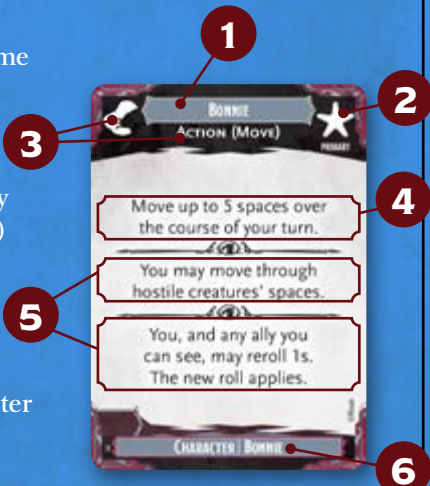 me
1
BONNIE
2
ACTION (MOVE)
PRIMARY
3
y
)
Move up to 5 spaces over
the course of your turn.
4
You may move through
hostile creatures' spaces.
5
You, and any ally you
can see, may reroll 1s.
The new roll applies.
ter
CHARACTER BONNIE
6